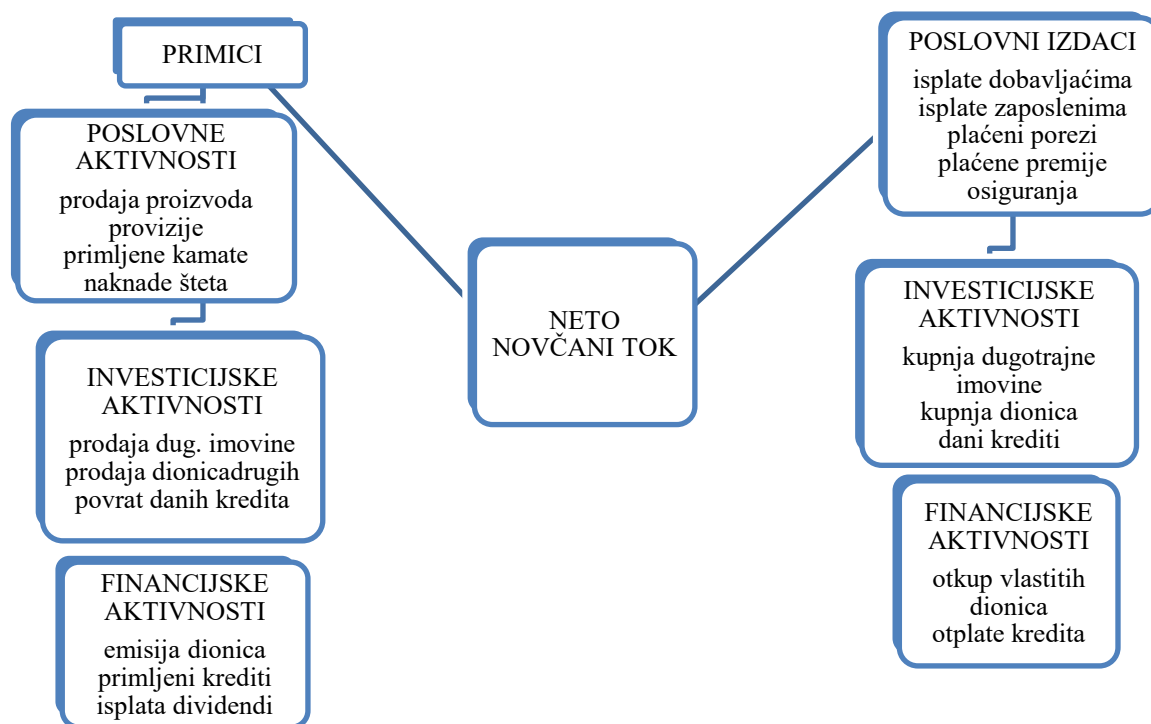 PRIMICI
POSLOVNE
AKTIVNOSTI
prodaja proizvoda
provizije
primljene kamate
naknade šteta
INVESTICIJSKE
AKTIVNOSTI
prodaja dug. imovine
prodaja dionicadrugih
povrat danih kredita
FINANCIJSKE
AKTIVNOSTI
emisija dionica
primljeni krediti
isplata dividendi
NETO
NOVČANI TOK
POSLOVNI IZDACI
isplate dobavljaćima
isplate zaposlenima
plaćeni porezi
plaćene premije
osiguranja
INVESTICIJSKE
AKTIVNOSTI
kupnja dugotrajne
imovine
kupnja dionica
dani krediti
FINANCIJSKE
AKTIVNOSTI
otkup vlastitih
dionica
otplate kredita